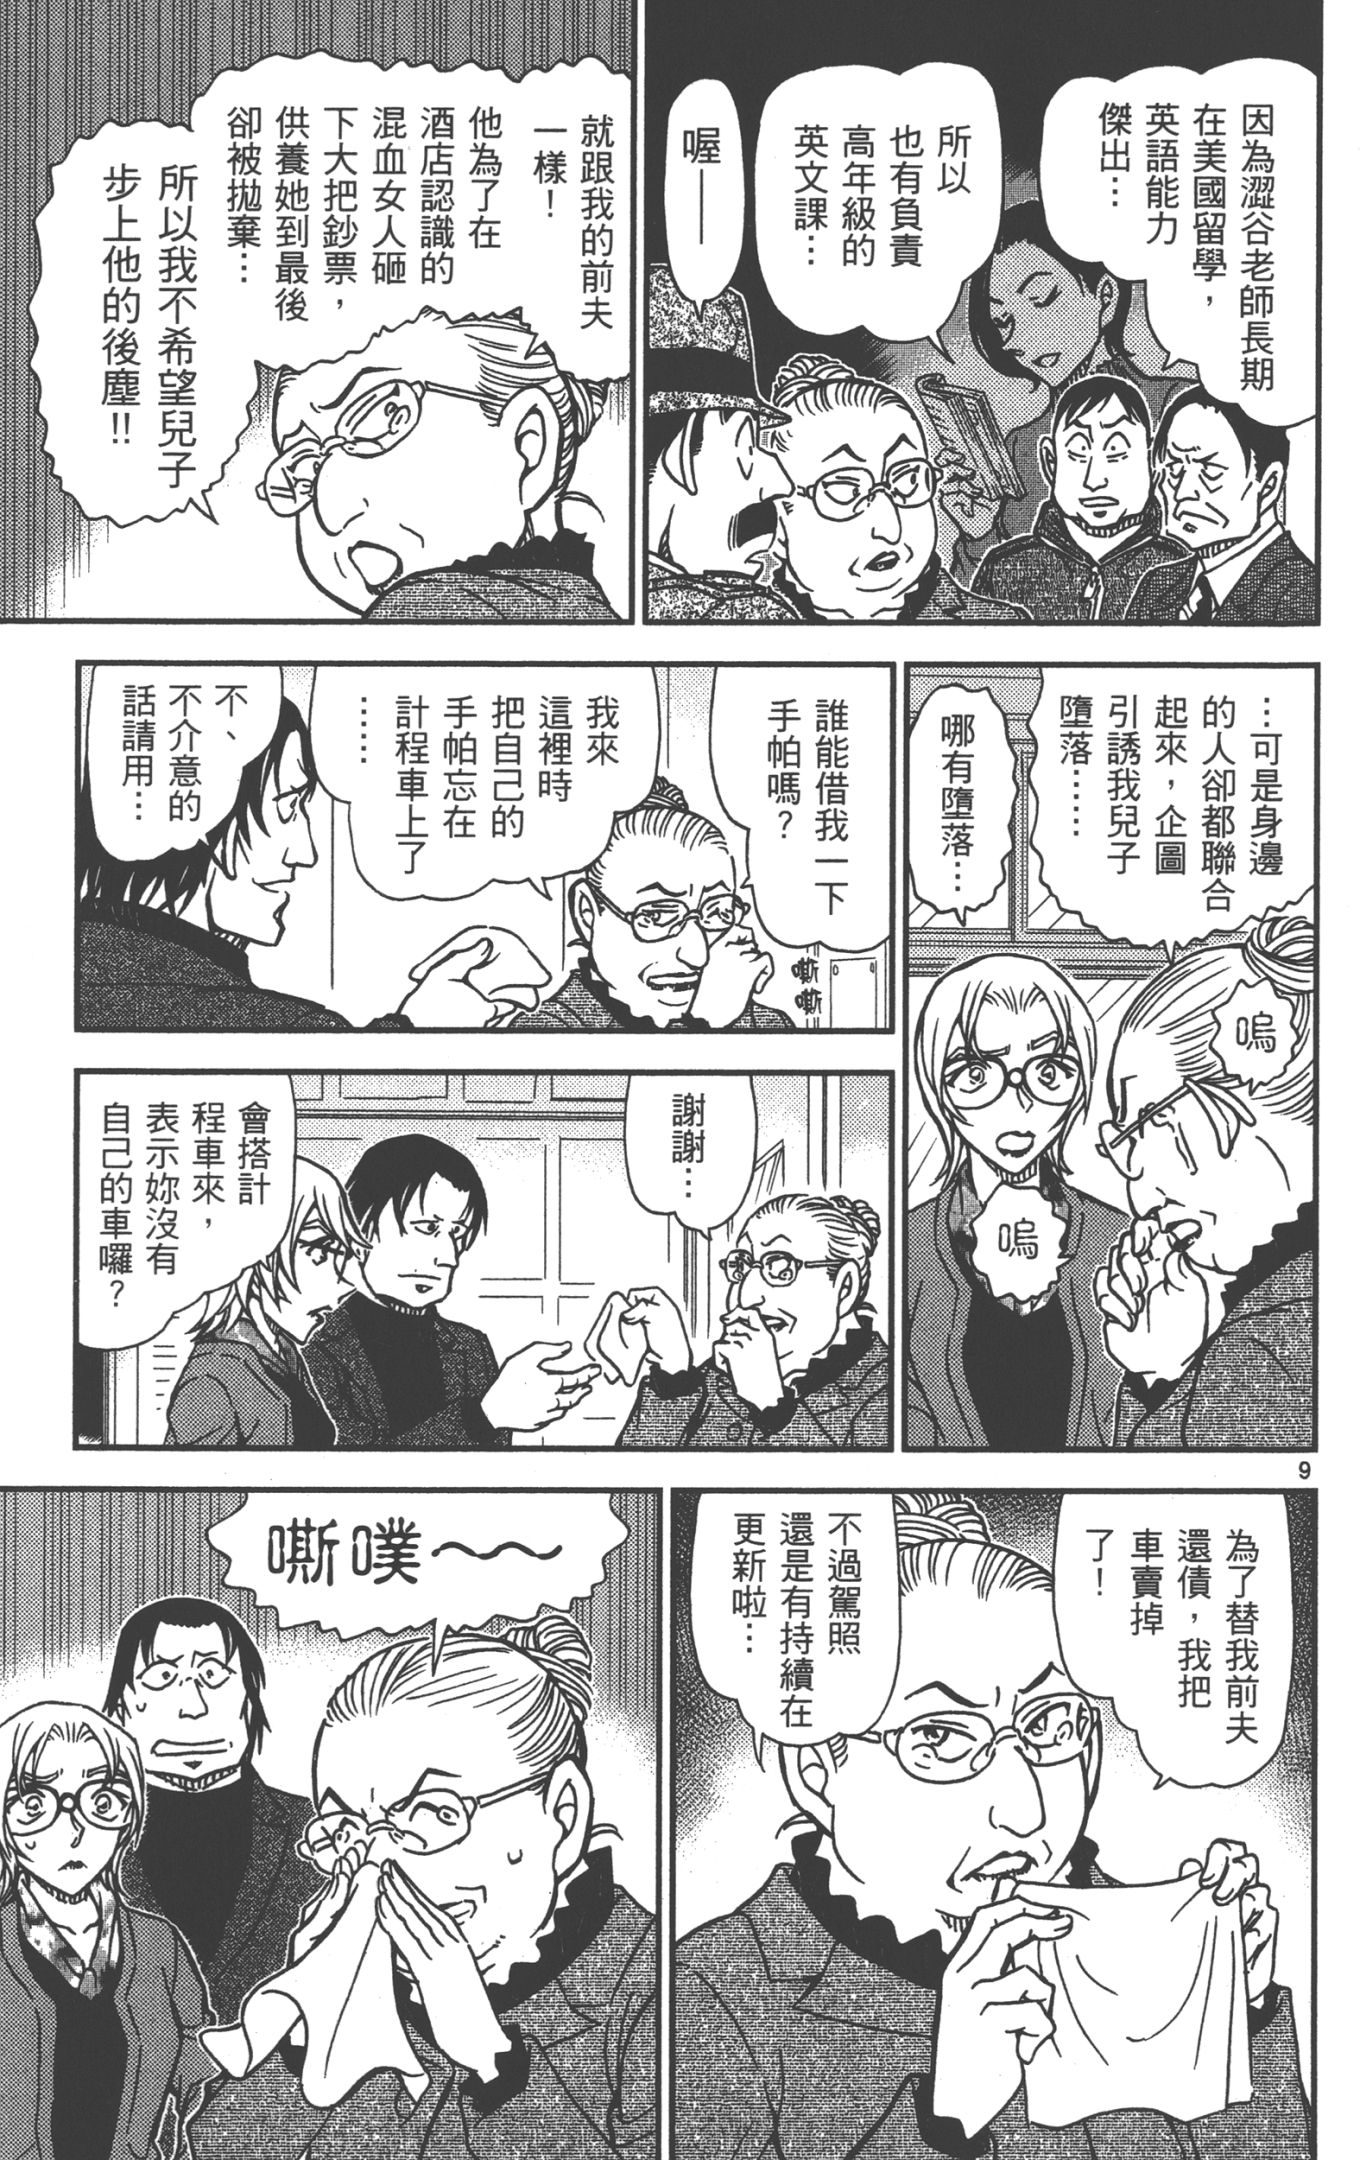 因為澀谷老師長期
在美國留學，
英語能力
傑出…
所以
也有負責
高年級的
英文課…
喔——
就跟我的前夫
一樣！
他為了在
酒店認識的
混血女人砸
下大把鈔票，
供養她到最後
卻被拋棄…
所以我不希望兒子
步上他的後塵!!
…可是身邊
的人卻都聯合
起來，企圖
引誘我兒子
墮落……
哪有墮落…
嗚
嗚
誰能借我一下
手帕嗎？
嘶
嘶
我來
這裡時
把自己的
手帕忘在
計程車上了
……
不、
不介意的
話請用…
謝謝…
會搭計
程車來，
表示妳沒有
自己的車囉？
9
為了替我前夫
還債，我把
車賣掉
了！
不過駕照
還是有持續在
更新啦…
嘶噗～～